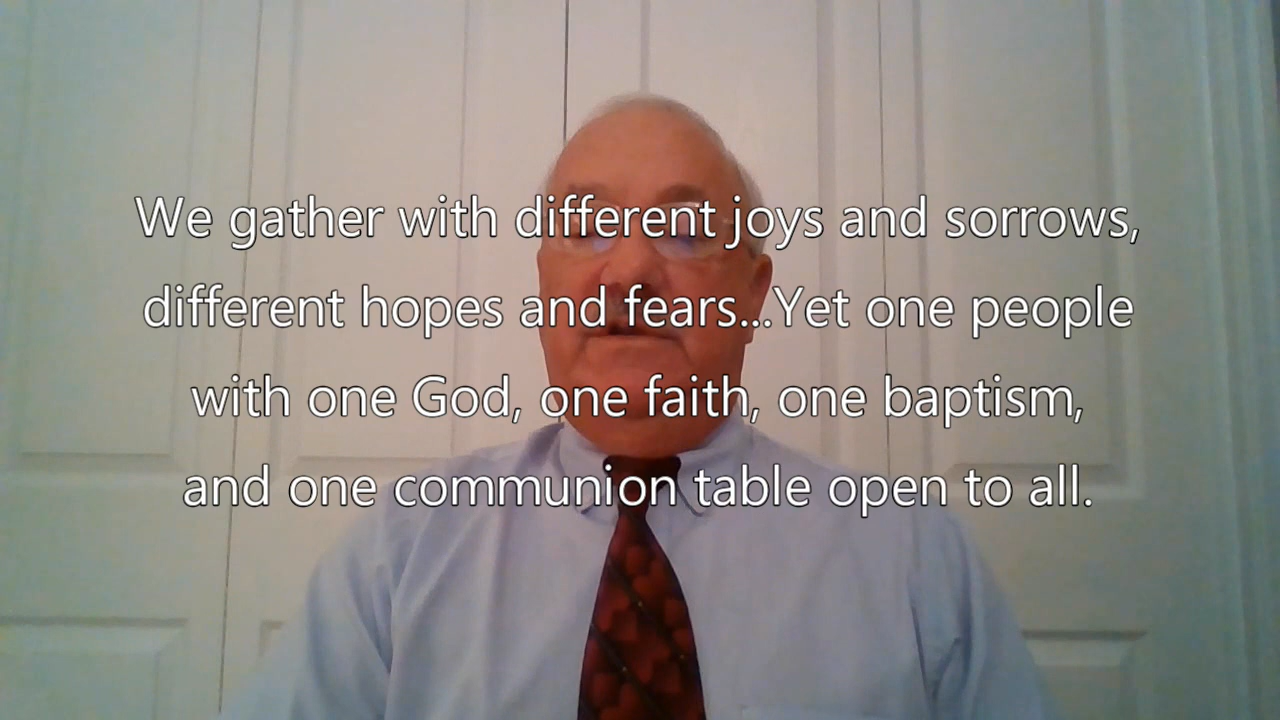 We gather with different joys and sorrows,
different hopes and fears...Yet one people
with one God, one faith, one baptism,
and one communion table open to all.